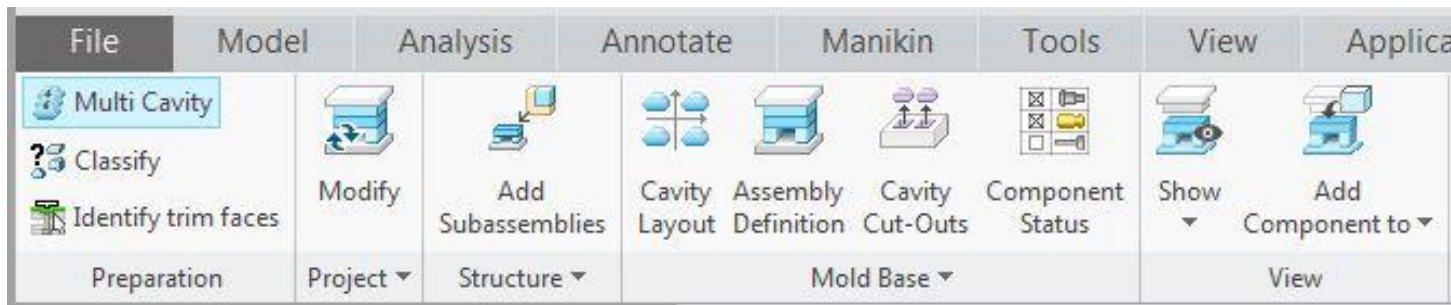 File Model Analysis Annotate Manikin Tools View Applica
Multi Cavity
Classify
Identify trim faces
Modify
Add
Subassemblies
Cavity
Layout
Assembly
Definition
Cavity
Cut-Outs
Component
Status
Show
Add
Component to
Preparation Project Structure Mold Base View